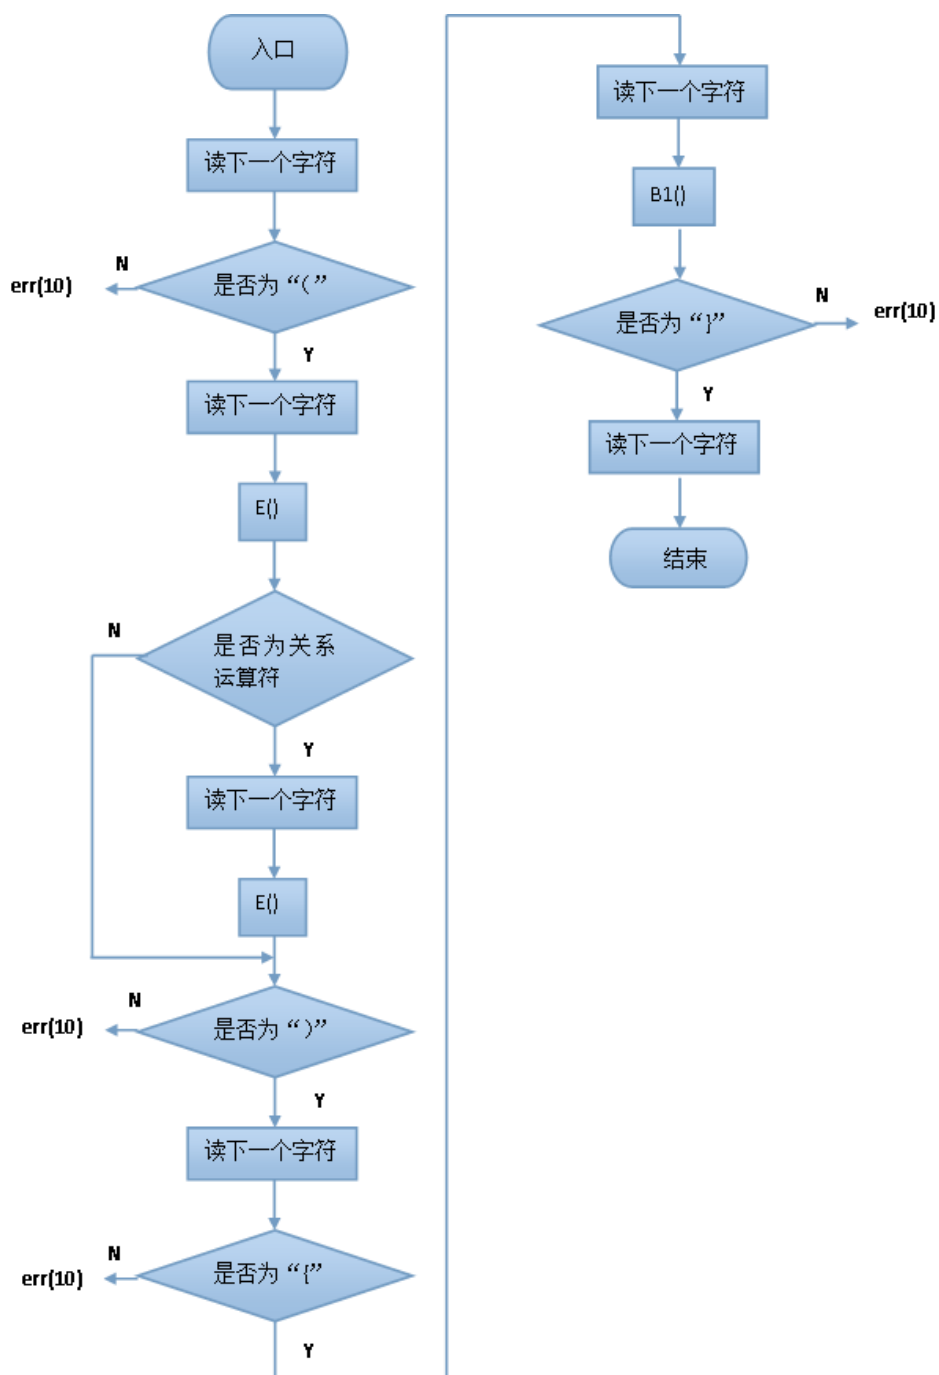 入口
读下一个字符
N
err(10)
是否为“(”
Y
读下一个字符
E()
N
是否为关系
运算符
Y
读下一个字符
E()
N
err(10)
是否为“)”
Y
读下一个字符
N
err(10)
是否为“{”
Y
读下一个字符
B1()
N
err(10)
是否为“}”
Y
读下一个字符
结束